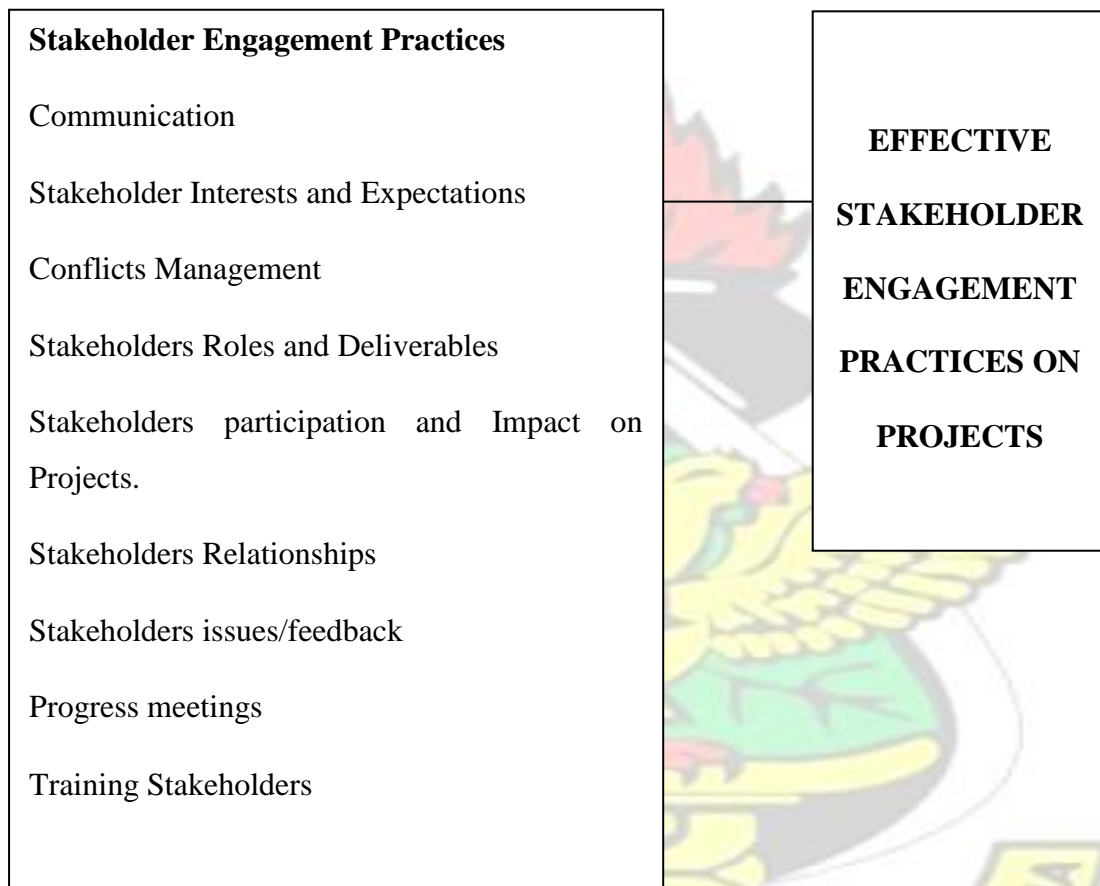 Stakeholder Engagement Practices
Communication
Stakeholder Interests and Expectations
Conflicts Management
Stakeholders Roles and Deliverables
Stakeholders participation and Impact on
Projects.
Stakeholders Relationships
Stakeholders issues/feedback
Progress meetings
Training Stakeholders
EFFECTIVE
STAKEHOLDER
ENGAGEMENT
PRACTICES ON
PROJECTS